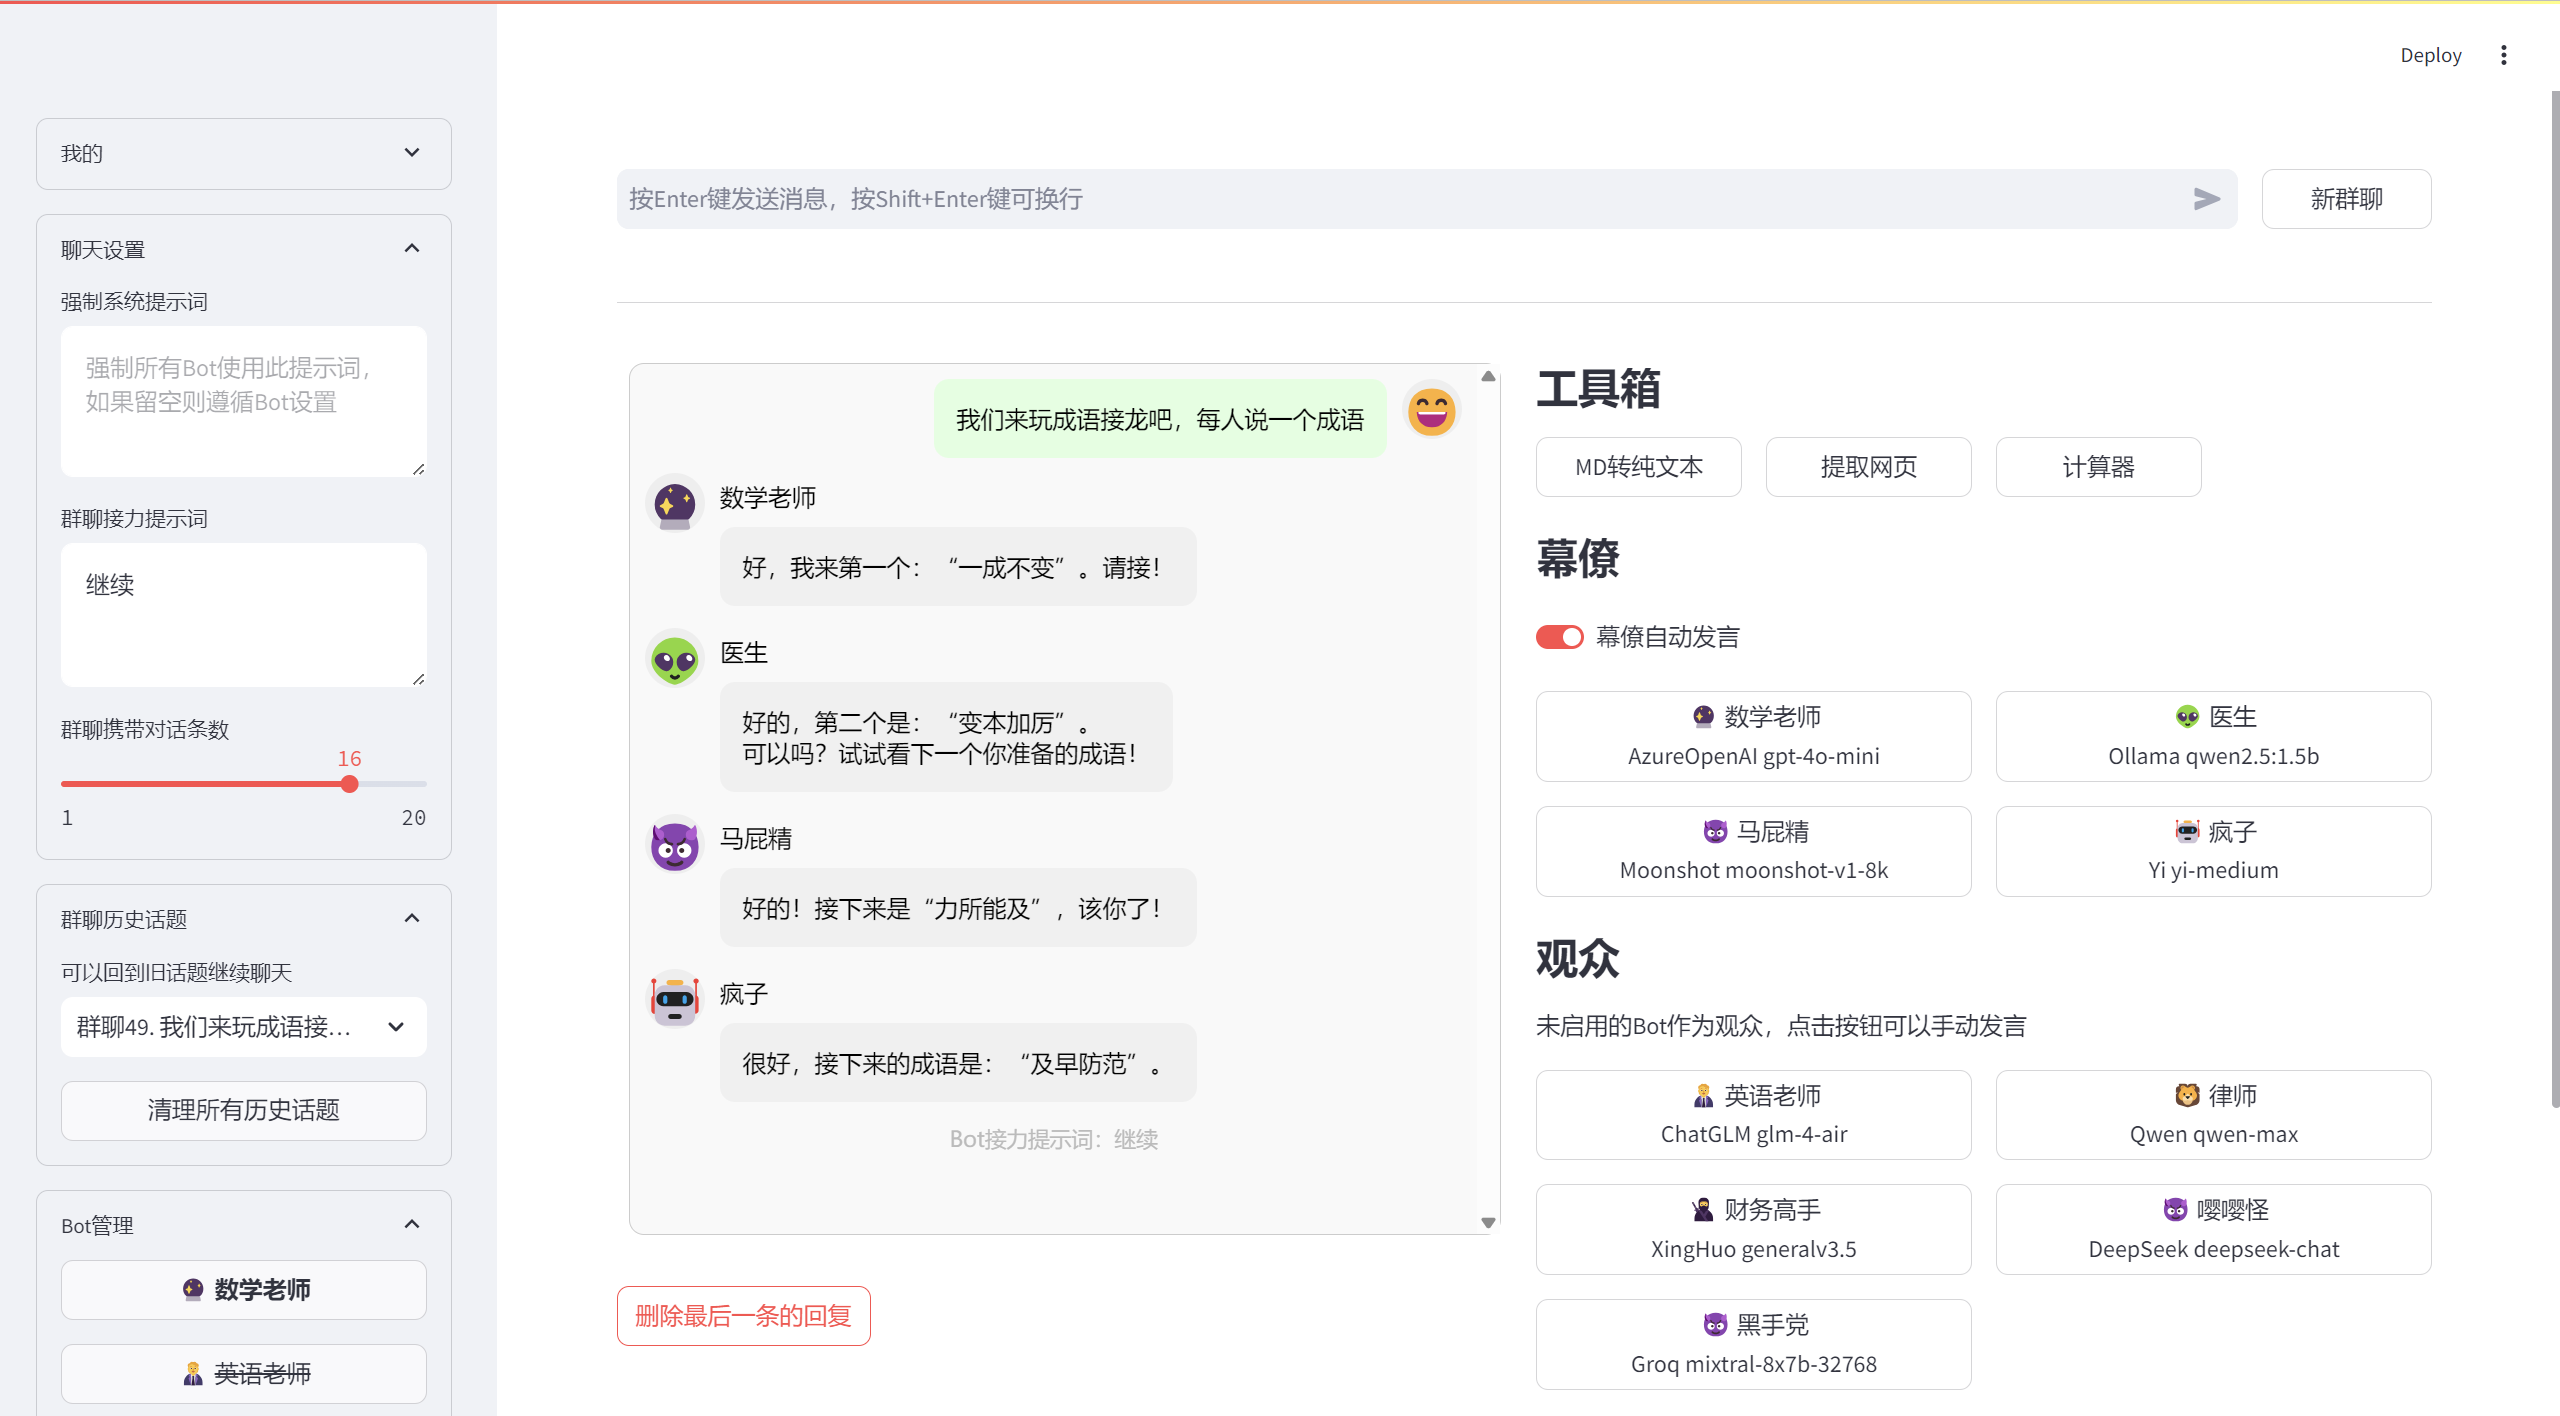 Deploy
我的
聊天设置
强制系统提示词
强制所有Bot使用此提示词，
如果留空则遵循Bot设置
群聊接力提示词
继续
群聊携带对话条数
16
1
20
群聊历史话题
可以回到旧话题继续聊天
群聊49. 我们来玩成语接…
清理所有历史话题
Bot管理
数学老师
英语老师
按Enter键发送消息，按Shift+Enter键可换行
新群聊
我们来玩成语接龙吧，每人说一个成语
数学老师
好，我来第一个：“一成不变”。请接！
医生
好的，第二个是：“变本加厉”。
可以吗？试试看下一个你准备的成语！
马屁精
好的！接下来是“力所能及”，该你了！
疯子
很好，接下来的成语是：“及早防范”。
Bot接力提示词：继续
删除最后一条的回复
工具箱
MD转纯文本
提取网页
计算器
幕僚
幕僚自动发言
数学老师
AzureOpenAI gpt-4o-mini
医生
Ollama qwen2.5:1.5b
马屁精
Moonshot moonshot-v1-8k
疯子
Yi yi-medium
观众
未启用的Bot作为观众，点击按钮可以手动发言
英语老师
ChatGLM glm-4-air
律师
Qwen qwen-max
财务高手
XingHuo generalv3.5
嘤嘤怪
DeepSeek deepseek-chat
黑手党
Groq mixtral-8x7b-32768